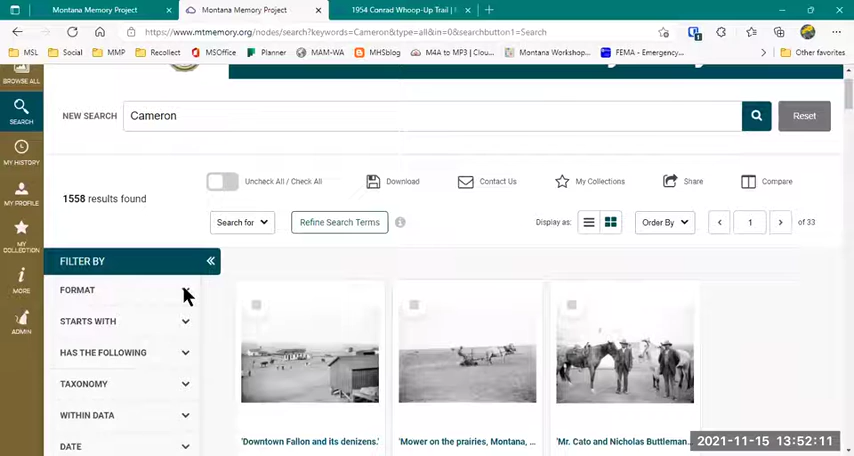 Montana Memory Project
Montana Memory Project
1954 Conrad Whoop-Up Trail |
https://www.mtmemory.org/nodes/search?keywords=Cameron&type=all&in=0&searchbutton1=Search
MSL
Social
MMP
Recollect
MSOffice
Planner
MAM-WA
MHSblog
M4A to MP3 | Clou...
Montana Workshop...
FEMA - Emergency...
Other favorites
BROWSE ALL
SEARCH
MY HISTORY
MY PROFILE
MY COLLECTION
MORE
ADMIN
NEW SEARCH
Cameron
Reset
1558 results found
Uncheck All / Check All
Download
Contact Us
My Collections
Share
Compare
Search for
Refine Search Terms
Display as:
Order By
1
of 33
FILTER BY
FORMAT
STARTS WITH
HAS THE FOLLOWING
TAXONOMY
WITHIN DATA
DATE
'Downtown Fallon and its denizens.'
'Mower on the prairies, Montana, ...
'Mr. Cato and Nicholas Buttleman...
2021-11-15 13:52:11